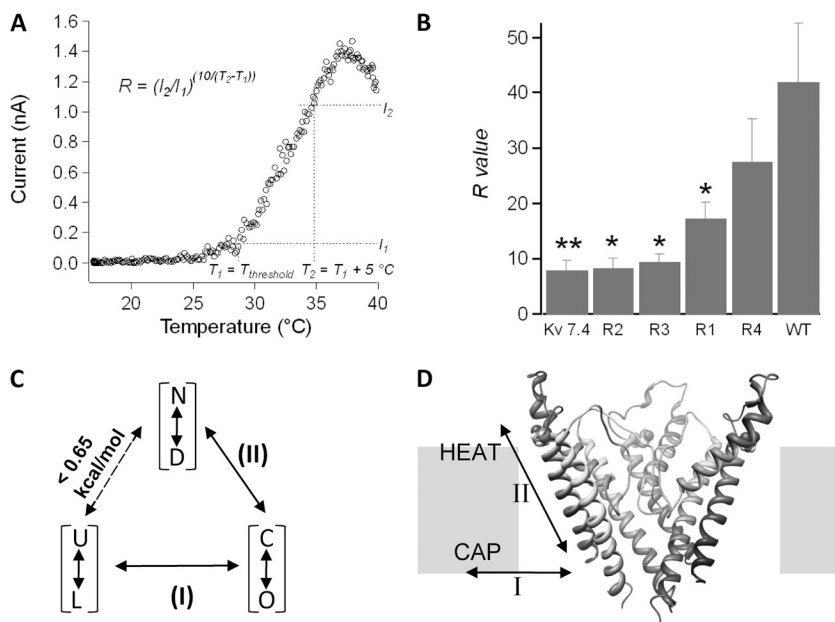 A
Current (nA)
1.6
1.4
1.2
1.0
0.8
0.6
0.4
0.2
0.0
R = (I2/I1)^(10/(T2-T1))
I2
I1
T1 = Tthreshold T2 = T1 + 5 °C
20 25 30 35 40
Temperature (°C)
B
R value
50
40
30
20
10
0
** * * *
Kv 7.4 R2 R3 R1 R4 WT
C
N
D
< 0.65
kcal/mol
(II)
U
L
(I)
C
O
D
HEAT
II
CAP
I